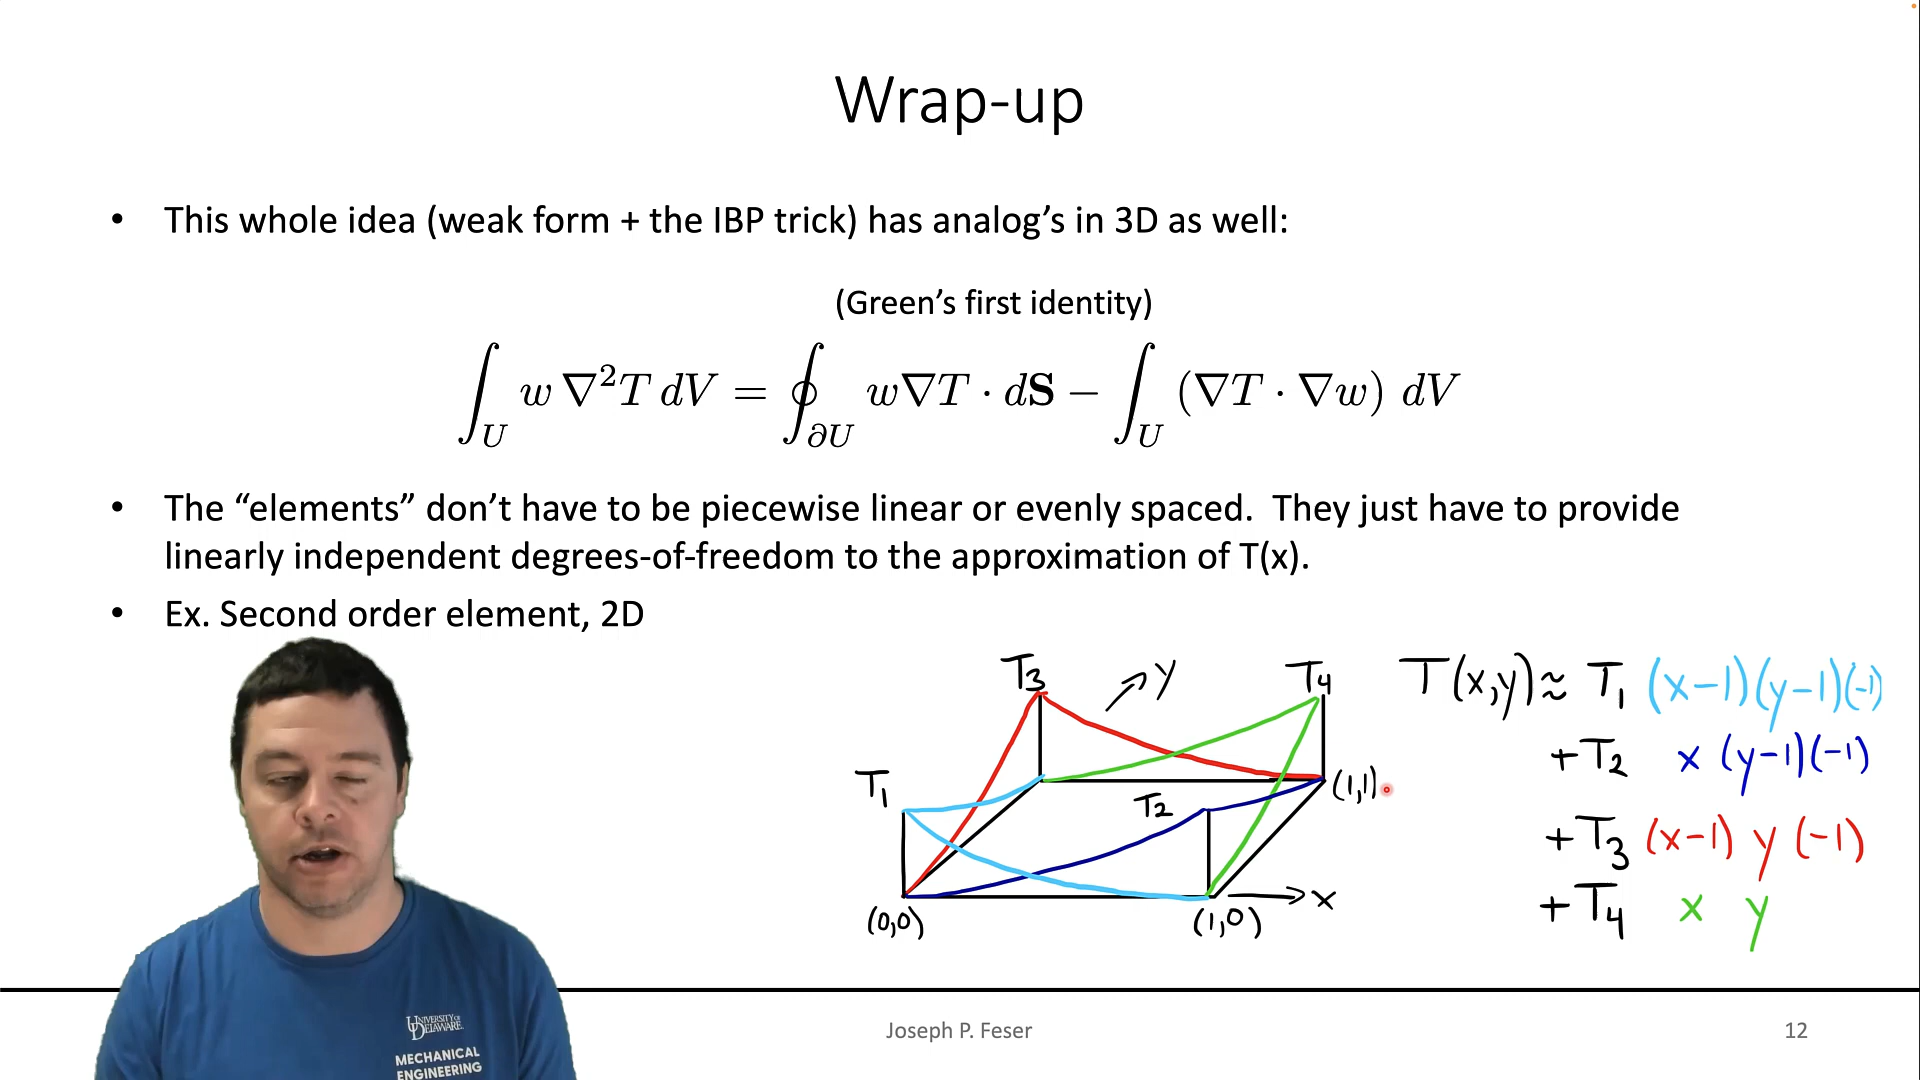 Wrap-up
• This whole idea (weak form + the IBP trick) has analog's in 3D as well:
(Green's first identity)
∫_U w ∇²T dV = ∮_∂U w∇T · dS − ∫_U (∇T · ∇w) dV
• The “elements” don't have to be piecewise linear or evenly spaced. They just have to provide
linearly independent degrees-of-freedom to the approximation of T(x).
• Ex. Second order element, 2D
T₃
y
T₄
T₁
T₂
(1,1)
(0,0)
(1,0)
x
T(x,y) ≈ T₁ (x−1)(y−1)(-1)
+T₂ x (y−1)(−1)
+T₃ (x−1) y (−1)
+T₄ x y
UNIVERSITY OF
DELAWARE
MECHANICAL
ENGINEERING
Joseph P. Feser
12